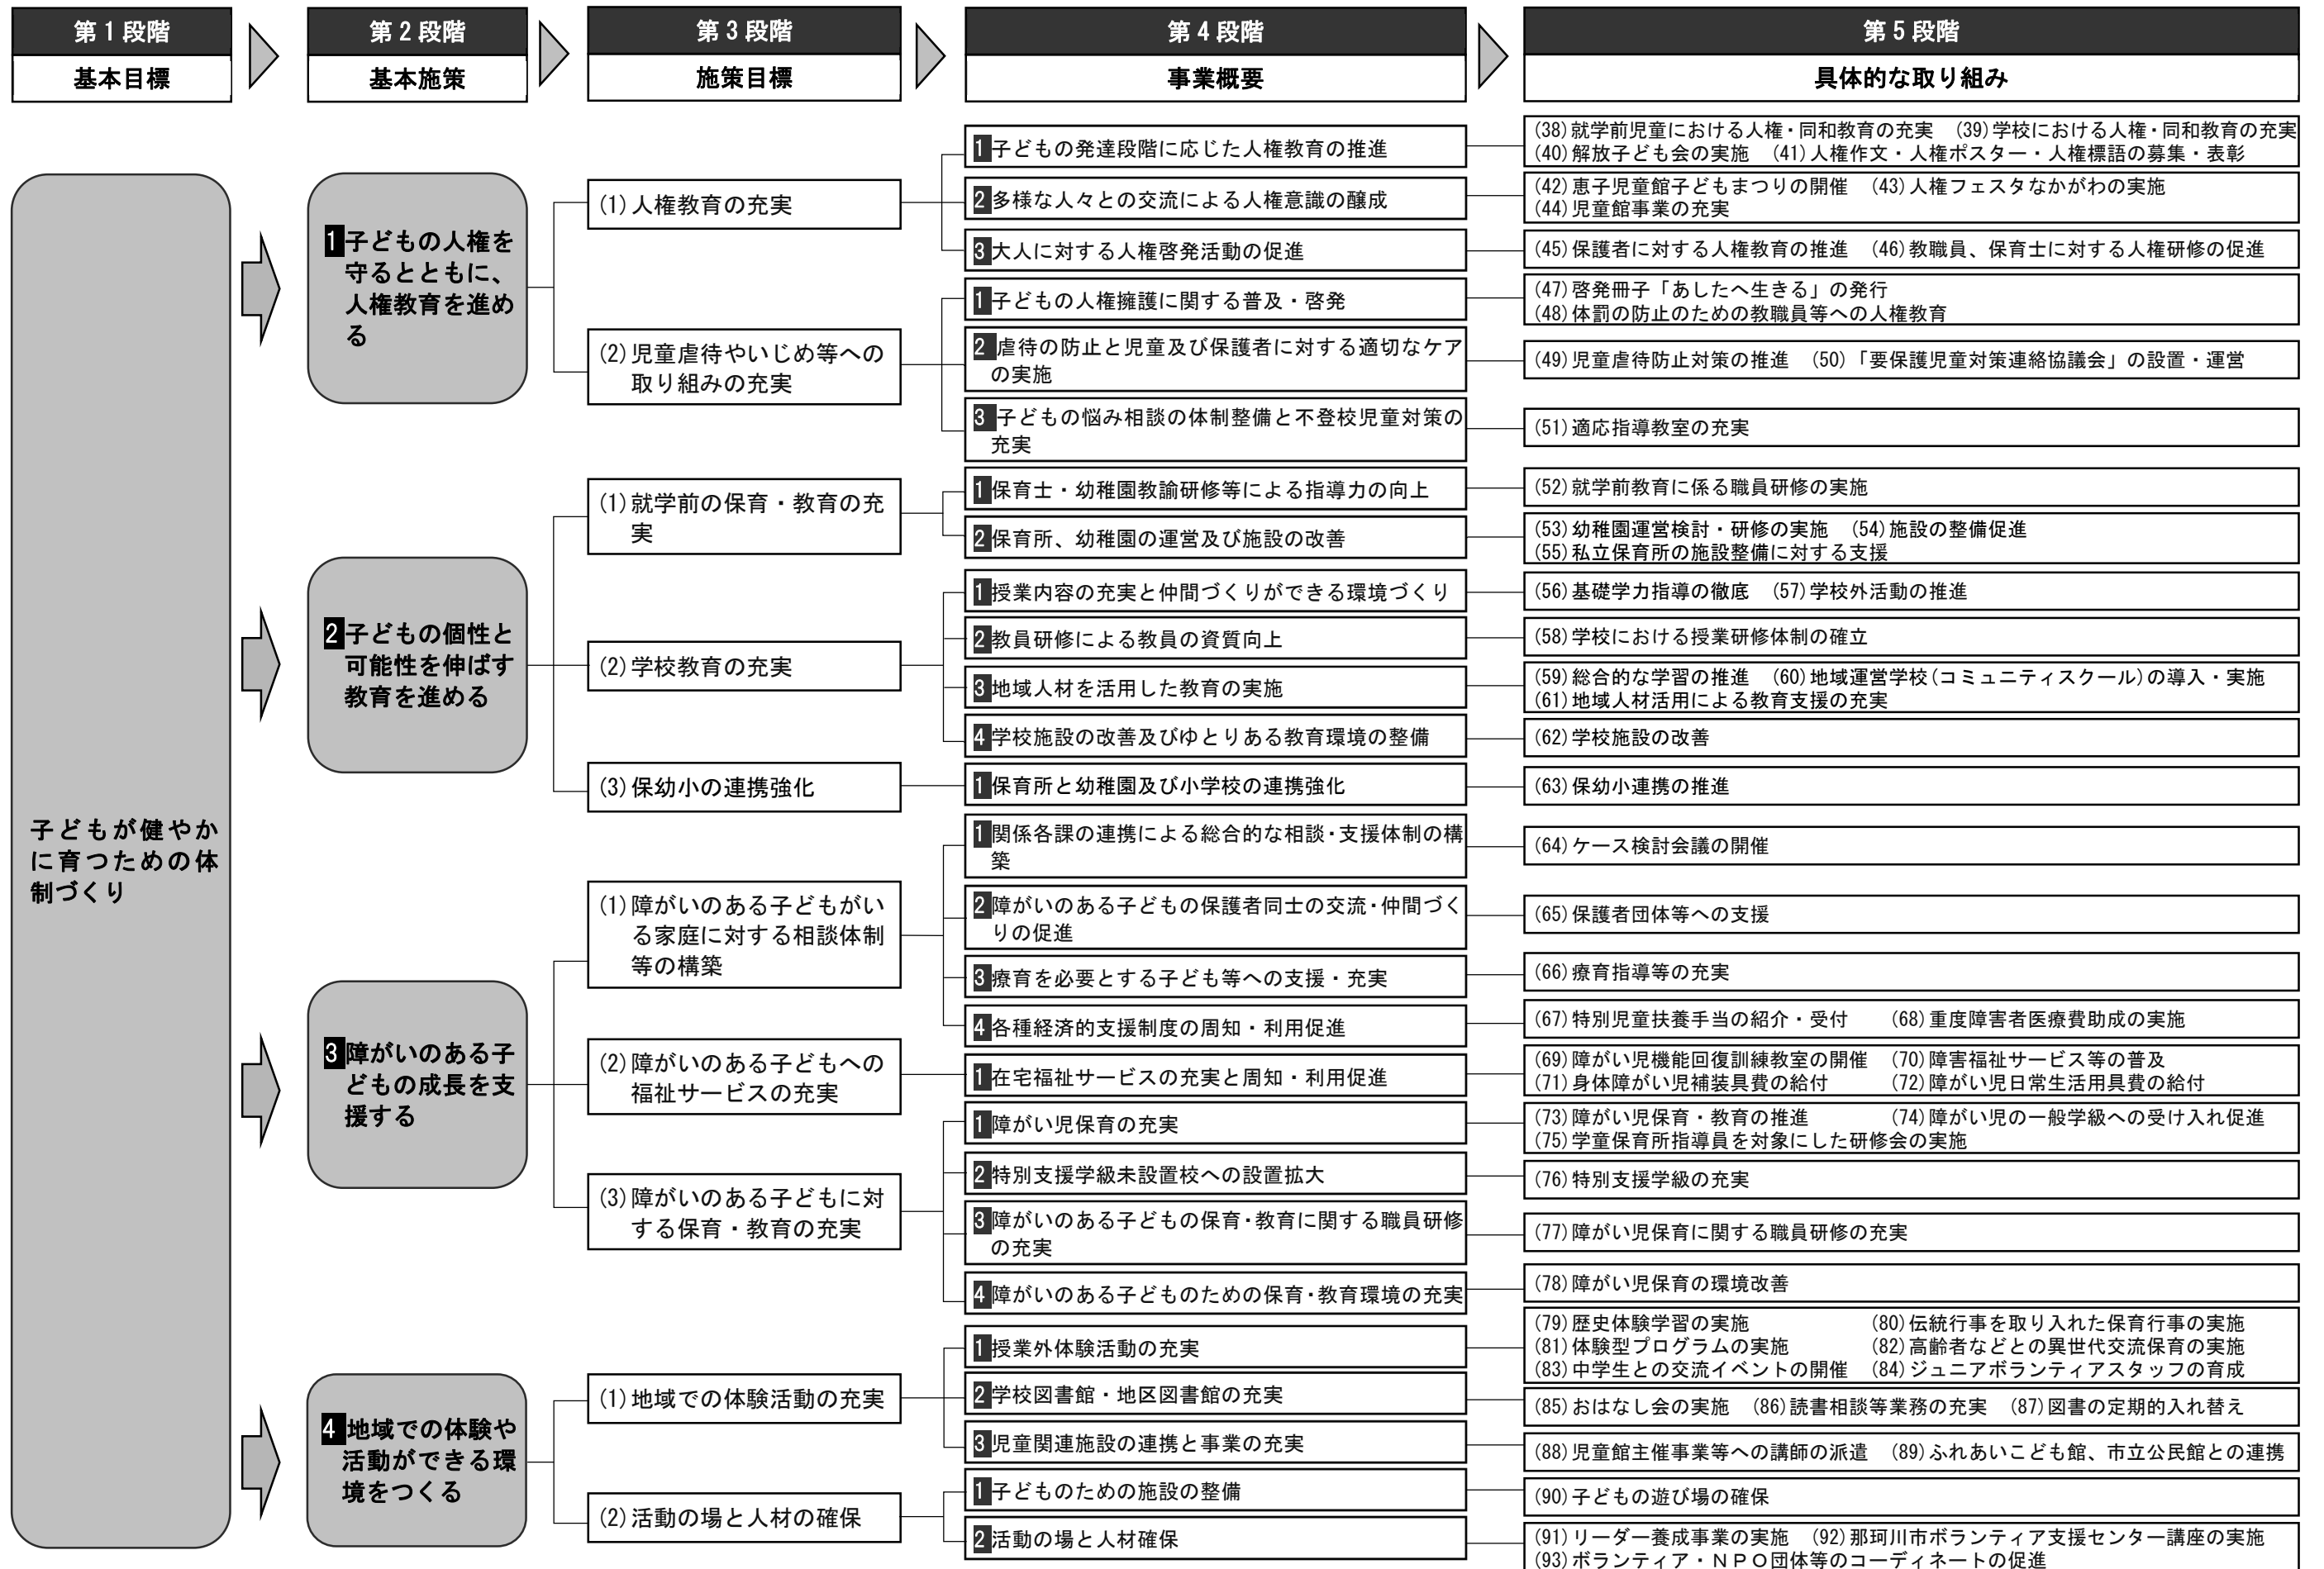 第1段階
基本目標
第2段階
基本施策
第3段階
施策目標
第4段階
事業概要
第5段階
具体的な取り組み
子どもが健やか
に育つための体
制づくり
1 子どもの人権を
守るとともに、
人権教育を進め
る
(1)人権教育の充実
1 子どもの発達段階に応じた人権教育の推進
(38)就学前児童における人権・同和教育の充実 (39)学校における人権・同和教育の充実
(40)解放子ども会の実施 (41)人権作文・人権ポスター・人権標語の募集・表彰
2 多様な人々との交流による人権意識の醸成
(42)恵子児童館子どもまつりの開催 (43)人権フェスタなかがわの実施
(44)児童館事業の充実
3 大人に対する人権啓発活動の促進
(45)保護者に対する人権教育の推進 (46)教職員、保育士に対する人権研修の促進
(2)児童虐待やいじめ等への
取り組みの充実
1 子どもの人権擁護に関する普及・啓発
(47)啓発冊子「あしたへ生きる」の発行
(48)体罰の防止のための教職員等への人権教育
2 虐待の防止と児童及び保護者に対する適切なケア
の実施
(49)児童虐待防止対策の推進 (50)「要保護児童対策連絡協議会」の設置・運営
3 子どもの悩み相談の体制整備と不登校児童対策の
充実
(51)適応指導教室の充実
2 子どもの個性と
可能性を伸ばす
教育を進める
(1)就学前の保育・教育の充
実
1 保育士・幼稚園教諭研修等による指導力の向上
(52)就学前教育に係る職員研修の実施
2 保育所、幼稚園の運営及び施設の改善
(53)幼稚園運営検討・研修の実施 (54)施設の整備促進
(55)私立保育所の施設整備に対する支援
(2)学校教育の充実
1 授業内容の充実と仲間づくりができる環境づくり
(56)基礎学力指導の徹底 (57)学校外活動の推進
2 教員研修による教員の資質向上
(58)学校における授業研修体制の確立
3 地域人材を活用した教育の実施
(59)総合的な学習の推進 (60)地域運営学校(コミュニティスクール)の導入・実施
(61)地域人材活用による教育支援の充実
4 学校施設の改善及びゆとりある教育環境の整備
(62)学校施設の改善
(3)保幼小の連携強化
1 保育所と幼稚園及び小学校の連携強化
(63)保幼小連携の推進
3 障がいのある子
どもの成長を支
援する
(1)障がいのある子どもがい
る家庭に対する相談体制
等の構築
1 関係各課の連携による総合的な相談・支援体制の構
築
(64)ケース検討会議の開催
2 障がいのある子どもの保護者同士の交流・仲間づく
りの促進
(65)保護者団体等への支援
3 療育を必要とする子ども等への支援・充実
(66)療育指導等の充実
4 各種経済的支援制度の周知・利用促進
(67)特別児童扶養手当の紹介・受付 (68)重度障害者医療費助成の実施
(2)障がいのある子どもへの
福祉サービスの充実
1 在宅福祉サービスの充実と周知・利用促進
(69)障がい児機能回復訓練教室の開催 (70)障害福祉サービス等の普及
(71)身体障がい児補装具費の給付 (72)障がい児日常生活用具費の給付
(3)障がいのある子どもに対
する保育・教育の充実
1 障がい児保育の充実
(73)障がい児保育・教育の推進 (74)障がい児の一般学級への受け入れ促進
(75)学童保育所指導員を対象にした研修会の実施
2 特別支援学級未設置校への設置拡大
(76)特別支援学級の充実
3 障がいのある子どもの保育・教育に関する職員研修
の充実
(77)障がい児保育に関する職員研修の充実
4 障がいのある子どものための保育・教育環境の充実
(78)障がい児保育の環境改善
4 地域での体験や
活動ができる環
境をつくる
(1)地域での体験活動の充実
1 授業外体験活動の充実
(79)歴史体験学習の実施 (80)伝統行事を取り入れた保育行事の実施
(81)体験型プログラムの実施 (82)高齢者などとの異世代交流保育の実施
(83)中学生との交流イベントの開催 (84)ジュニアボランティアスタッフの育成
2 学校図書館・地区図書館の充実
(85)おはなし会の実施 (86)読書相談等業務の充実 (87)図書の定期的入れ替え
3 児童関連施設の連携と事業の充実
(88)児童館主催事業等への講師の派遣 (89)ふれあいこども館、市立公民館との連携
(2)活動の場と人材の確保
1 子どものための施設の整備
(90)子どもの遊び場の確保
2 活動の場と人材確保
(91)リーダー養成事業の実施 (92)那珂川市ボランティア支援センター講座の実施
(93)ボランティア・NPO団体等のコーディネートの促進